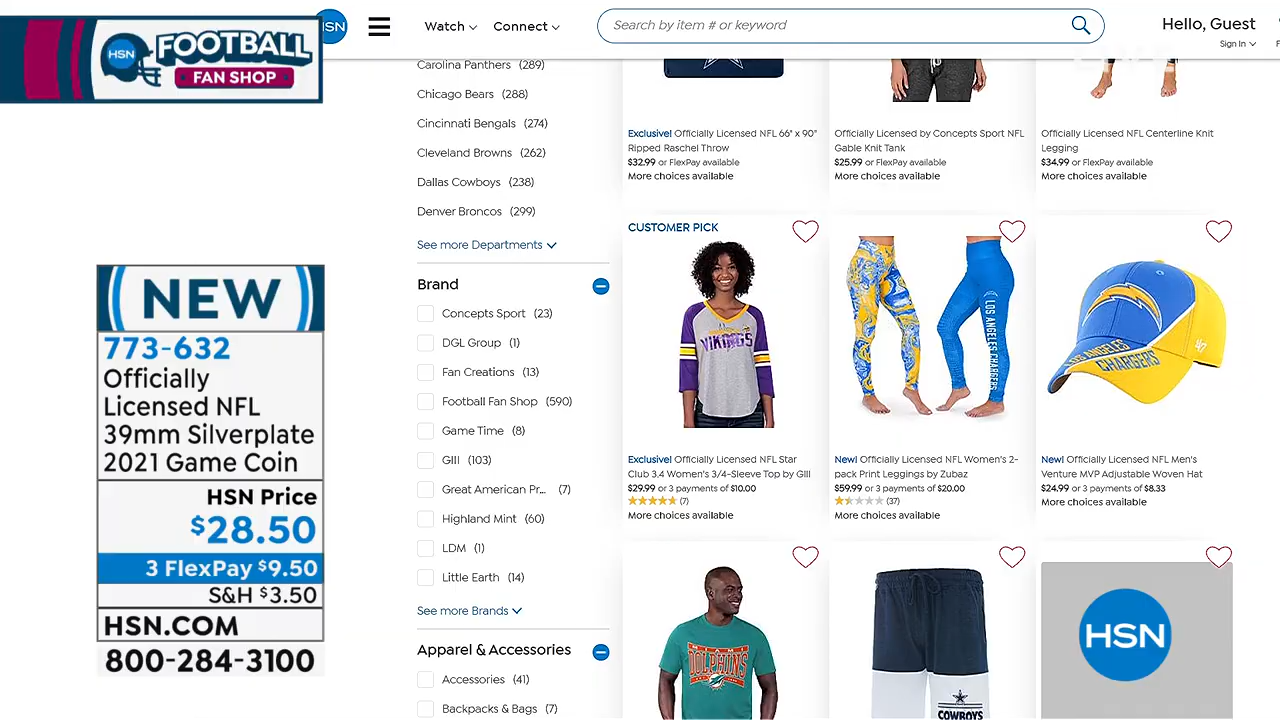 HSN
FOOTBALL
FAN SHOP
HSN
Watch
Connect
Search by item # or keyword
Hello, Guest
Sign In
NEW
773-632
Officially
Licensed NFL
39mm Silverplate
2021 Game Coin
HSN Price
$28.50
3 FlexPay $9.50
S&H $3.50
HSN.COM
800-284-3100
Carolina Panthers (289)
Chicago Bears (288)
Cincinnati Bengals (274)
Cleveland Browns (262)
Dallas Cowboys (238)
Denver Broncos (299)
See more Departments
Brand
Concepts Sport (23)
DGL Group (1)
Fan Creations (13)
Football Fan Shop (590)
Game Time (8)
GIII (103)
Great American Pr... (7)
Highland Mint (60)
LDM (1)
Little Earth (14)
See more Brands
Apparel & Accessories
Accessories (41)
Backpacks & Bags (7)
Exclusive! Officially Licensed NFL 66" x 90"
Ripped Raschel Throw
$32.99 or FlexPay available
More choices available
Officially Licensed by Concepts Sport NFL
Gable Knit Tank
$25.99 or FlexPay available
More choices available
Officially Licensed NFL Centerline Knit
Legging
$34.99 or FlexPay available
More choices available
CUSTOMER PICK
VIKINGS
Exclusive! Officially Licensed NFL Star
Club 3.4 Women's 3/4-Sleeve Top by GIII
$29.99 or 3 payments of $10.00
(7)
More choices available
LOS ANGELES CHARGERS
New! Officially Licensed NFL Women's 2-
pack Print Leggings by Zubaz
$59.99 or 3 payments of $20.00
(37)
More choices available
LOS ANGELES
CHARGERS
'47
New! Officially Licensed NFL Men's
Venture MVP Adjustable Woven Hat
$24.99 or 3 payments of $8.33
More choices available
MIAMI
DOLPHINS
COWBOYS
HSN